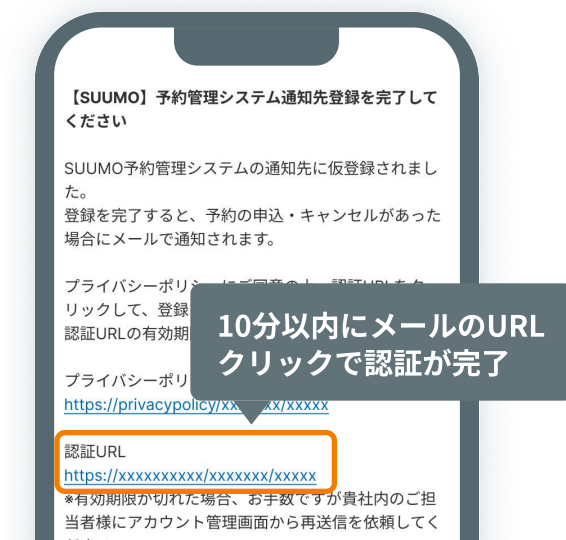 【SUUMO】予約管理システム通知先登録を完了して
ください
SUUMO予約管理システムの通知先に仮登録されまし
た。
登録を完了すると、予約の申込・キャンセルがあった
場合にメールで通知されます。
プライバシーポリシーにご同意の上、認証URLをク
リックして、登録
認証URLの有効期
10分以内にメールのURL
クリックで認証が完了
プライバシーポリ
https://privacypolicy/xxxxxxx/xxxxx
認証URL
https://xxxxxxxxxx/xxxxxxx/xxxxx
※有効期限が切れた場合、お手数ですが貴社内のご担
当者様にアカウント管理画面から再送信を依頼してく